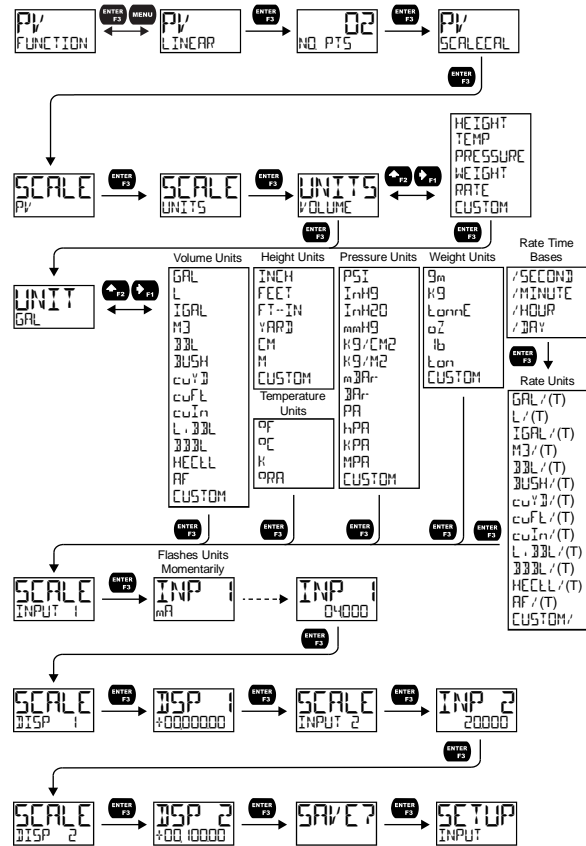 PV
FUNCTION
ENTER
F3
MENU
PV
LINEAR
ENTER
F3
02
NO PTS
ENTER
F3
PV
SCALECAL
ENTER
F3
SCALE
PV
ENTER
F3
SCALE
UNITS
ENTER
F3
UNITS
VOLUME
F2
F1
HEIGHT
TEMP
PRESSURE
WEIGHT
RATE
CUSTOM
ENTER
F3
ENTER
F3
UNIT
GAL
F2
F1
Volume Units
GAL
L
IGAL
M3
BBL
BUSH
cuYD
cuFt
cuIn
LiBBL
BBBL
HECtL
AF
CUSTOM
Height Units
INCH
FEET
FT-IN
YARD
CM
M
CUSTOM
Temperature
Units
°F
°C
K
°RA
Pressure Units
PSI
InHg
InH2O
mmHg
Kg/CM2
Kg/M2
mBAr
BAr
PA
hPA
KPA
MPA
CUSTOM
Weight Units
gm
Kg
tonnE
oZ
lb
ton
CUSTOM
Rate Time
Bases
/SECOND
/MINUTE
/HOUR
/DAY
ENTER
F3
Rate Units
GAL/(T)
L/(T)
IGAL/(T)
M3/(T)
BBL/(T)
BUSH/(T)
cuYD/(T)
cuFt/(T)
cuIn/(T)
LiBBL/(T)
BBBL/(T)
HECtL/(T)
AF/(T)
CUSTOM/
ENTER
F3
ENTER
F3
ENTER
F3
ENTER
F3
ENTER
F3
SCALE
INPUT 1
ENTER
F3
Flashes Units
Momentarily
INP 1
mA
INP 1
04.000
ENTER
F3
SCALE
DISP 1
ENTER
F3
DSP 1
+00,000.00
ENTER
F3
SCALE
INPUT 2
ENTER
F3
INP 2
20.000
ENTER
F3
SCALE
DISP 2
ENTER
F3
DSP 2
+00,100.00
ENTER
F3
SAVE?
ENTER
F3
SETUP
INPUT